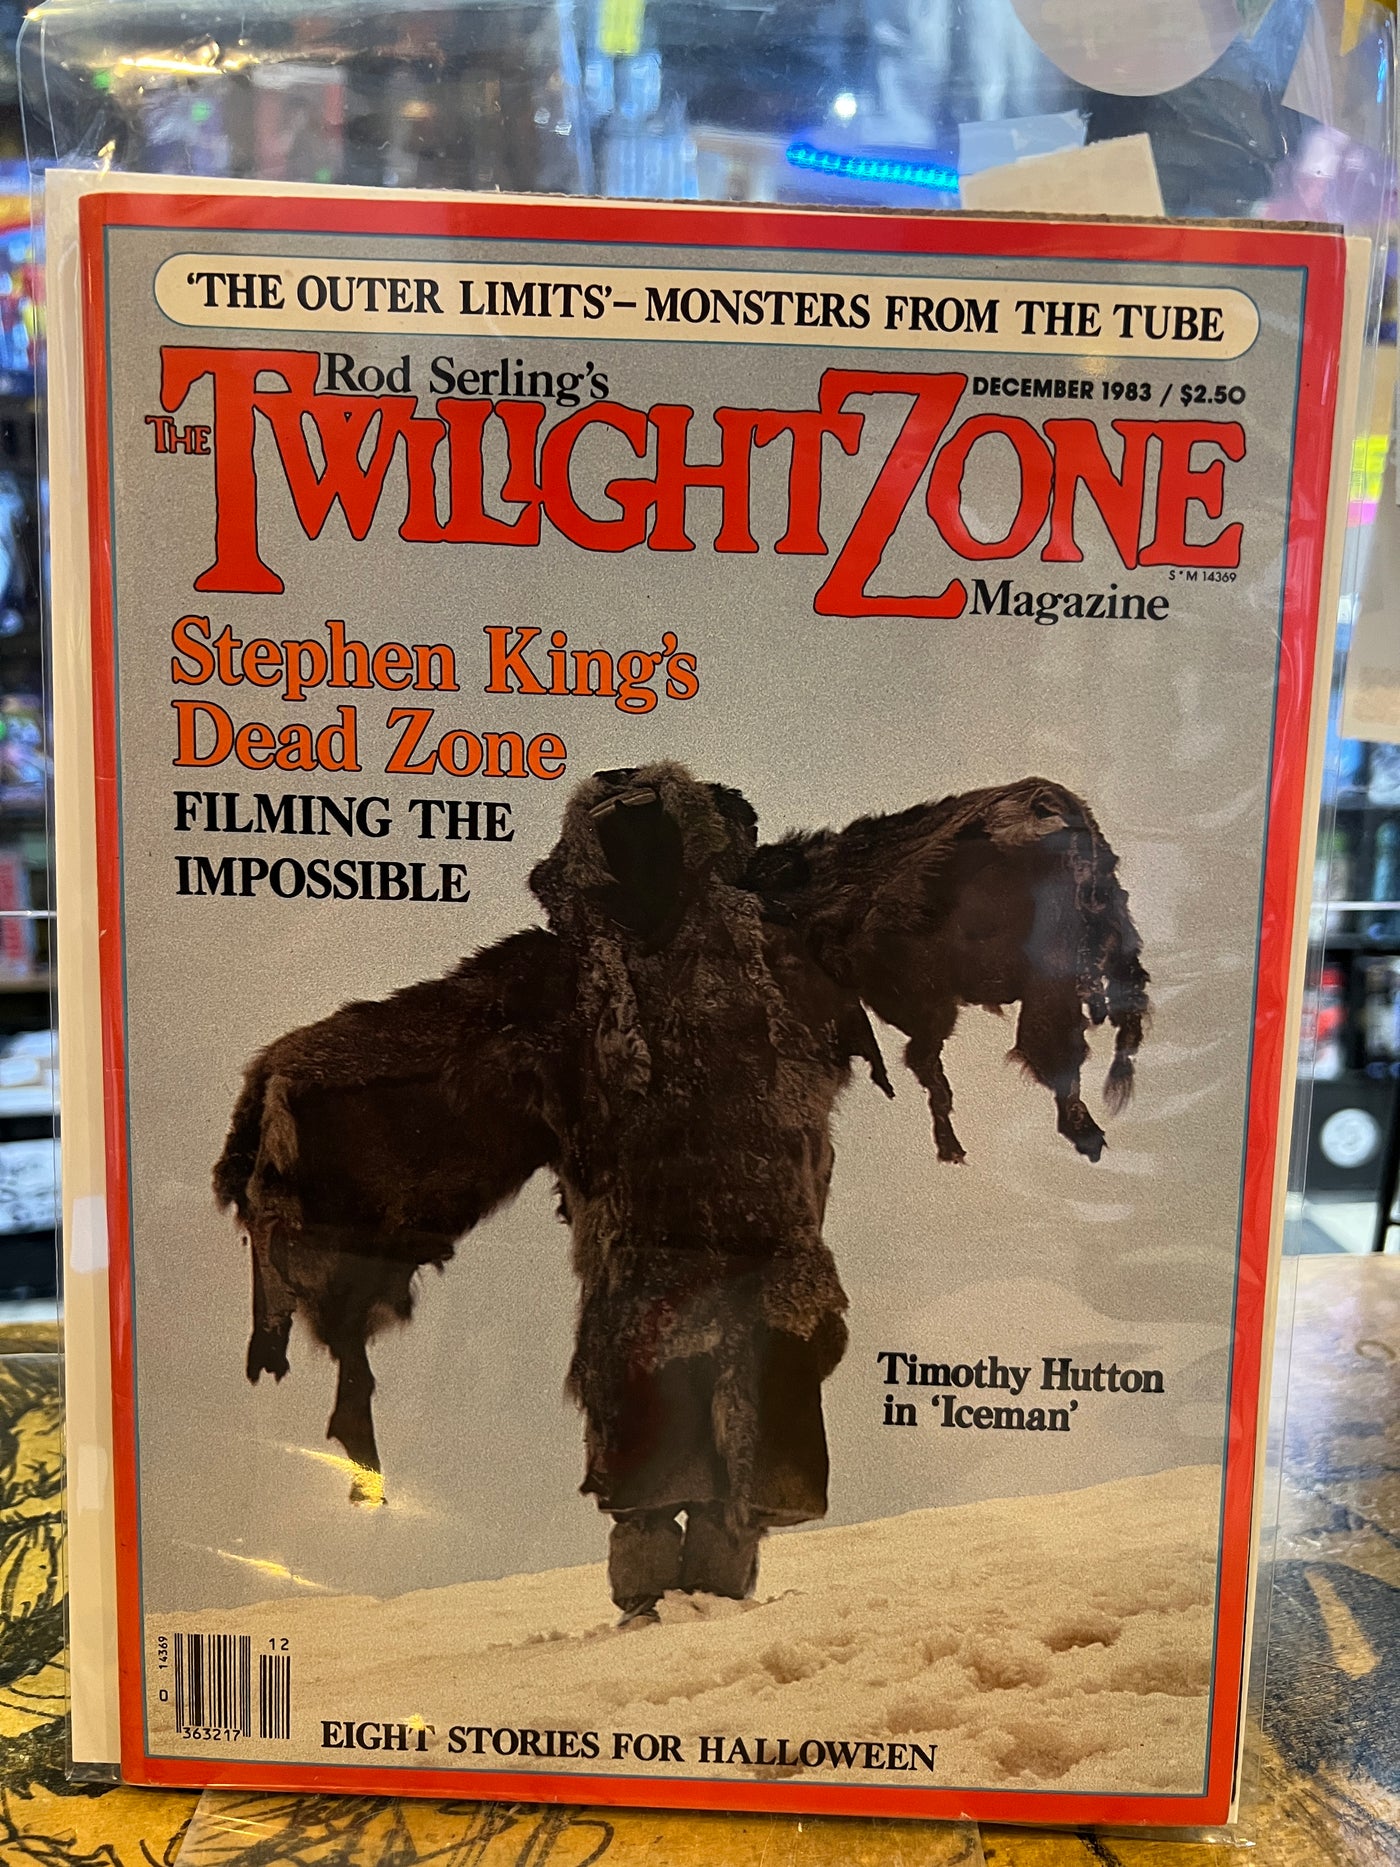 ‘THE OUTER LIMITS’–MONSTERS FROM THE TUBE
Rod Serling's
DECEMBER 1983 / $2.50
THE TWILIGHT ZONE
S*M 14369
Magazine
Stephen King's
Dead Zone
FILMING THE
IMPOSSIBLE
Timothy Hutton
in ‘Iceman’
12
0 14369
363217
EIGHT STORIES FOR HALLOWEEN